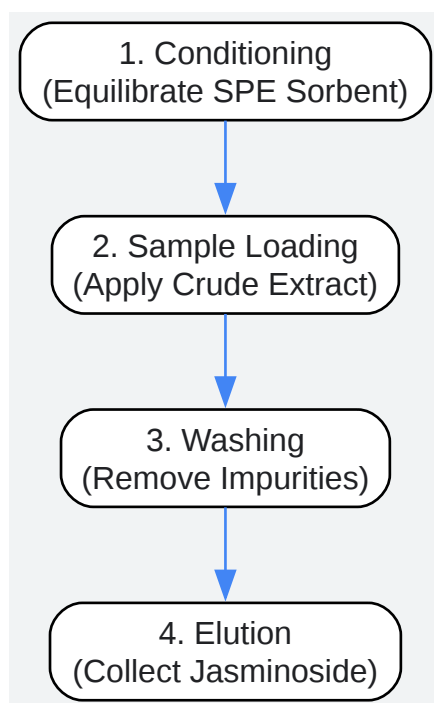 1. Conditioning
(Equilibrate SPE Sorbent)
2. Sample Loading
(Apply Crude Extract)
3. Washing
(Remove Impurities)
4. Elution
(Collect Jasminoside)